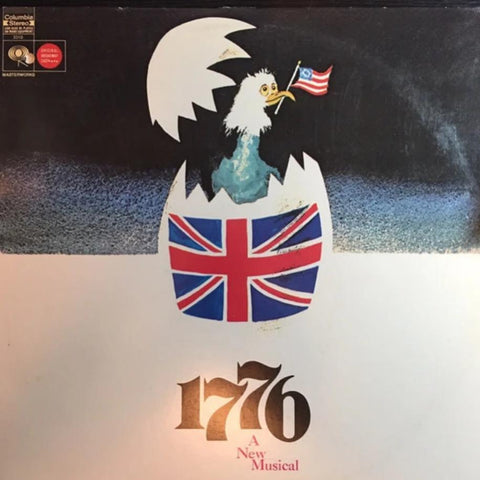 Columbia
Stereo
MASTERWORKS
1776
A
New
Musical